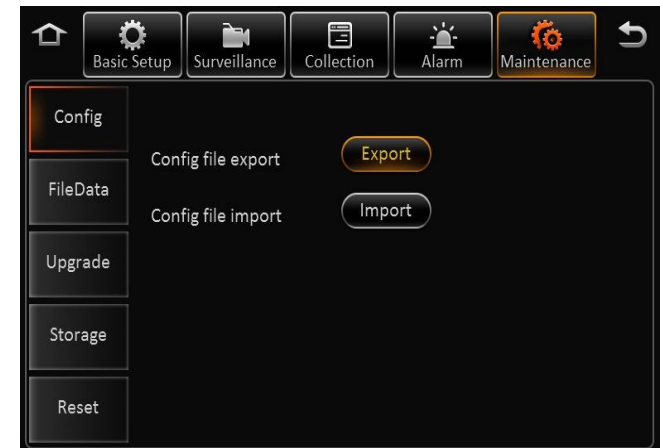 Basic Setup
Surveillance
Collection
Alarm
Maintenance
Config
FileData
Upgrade
Storage
Reset
Config file export
Export
Config file import
Import